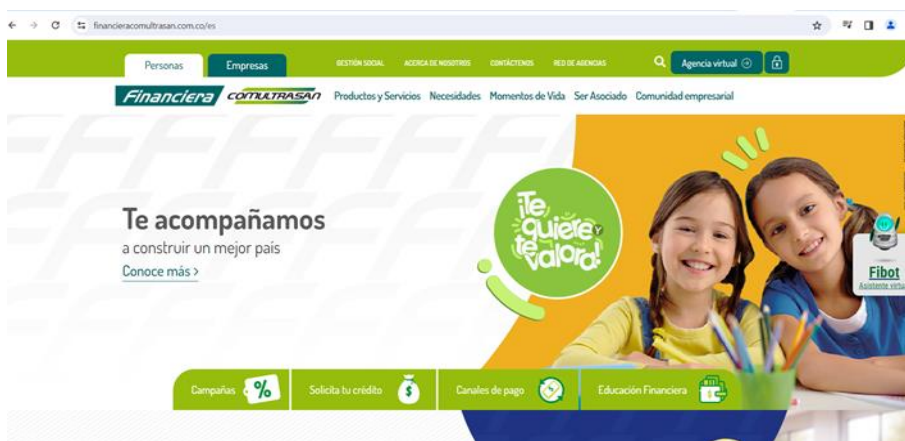 financieracomultrasan.com.co/es
Personas
Empresas
GESTIÓN SOCIAL
ACERCA DE NOSOTROS
CONTÁCTENOS
RED DE AGENCIAS
Agencia virtual
Financiera
COMULTRASAN
Productos y Servicios
Necesidades
Momentos de Vida
Ser Asociado
Comunidad empresarial
Te acompañamos
a construir un mejor país
Conoce más >
¡Te
quiere y
te
valora!
Fibot
Asistente virtu
Campañas
%
Solicita tu crédito
$
Canales de pago
Educación Financiera